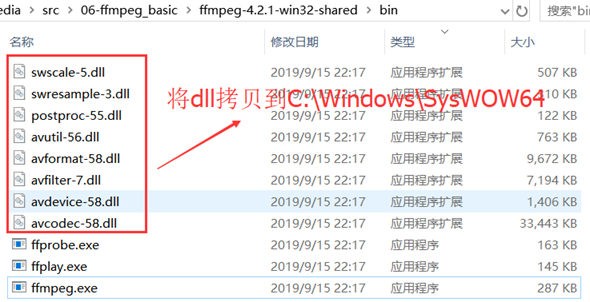 edia > src > 06-ffmpeg_basic > ffmpeg-4.2.1-win32-shared > bin 搜索"bin
名称 修改日期 类型 大小
swscale-5.dll 2019/9/15 22:17 应用程序扩展 507 KB
swresample-3.dll 2019/9/15 22:17 应用程序扩展 310 KB
将dll拷贝到C:\Windows\SysWOW64
postproc-55.dll 2019/9/15 22:17 应用程序扩展 122 KB
avutil-56.dll 2019/9/15 22:17 应用程序扩展 763 KB
avformat-58.dll 2019/9/15 22:17 应用程序扩展 9,672 KB
avfilter-7.dll 2019/9/15 22:17 应用程序扩展 7,194 KB
avdevice-58.dll 2019/9/15 22:17 应用程序扩展 1,406 KB
avcodec-58.dll 2019/9/15 22:17 应用程序扩展 33,443 KB
ffprobe.exe 2019/9/15 22:17 应用程序 163 KB
ffplay.exe 2019/9/15 22:17 应用程序 145 KB
ffmpeg.exe 2019/9/15 22:17 应用程序 287 KB